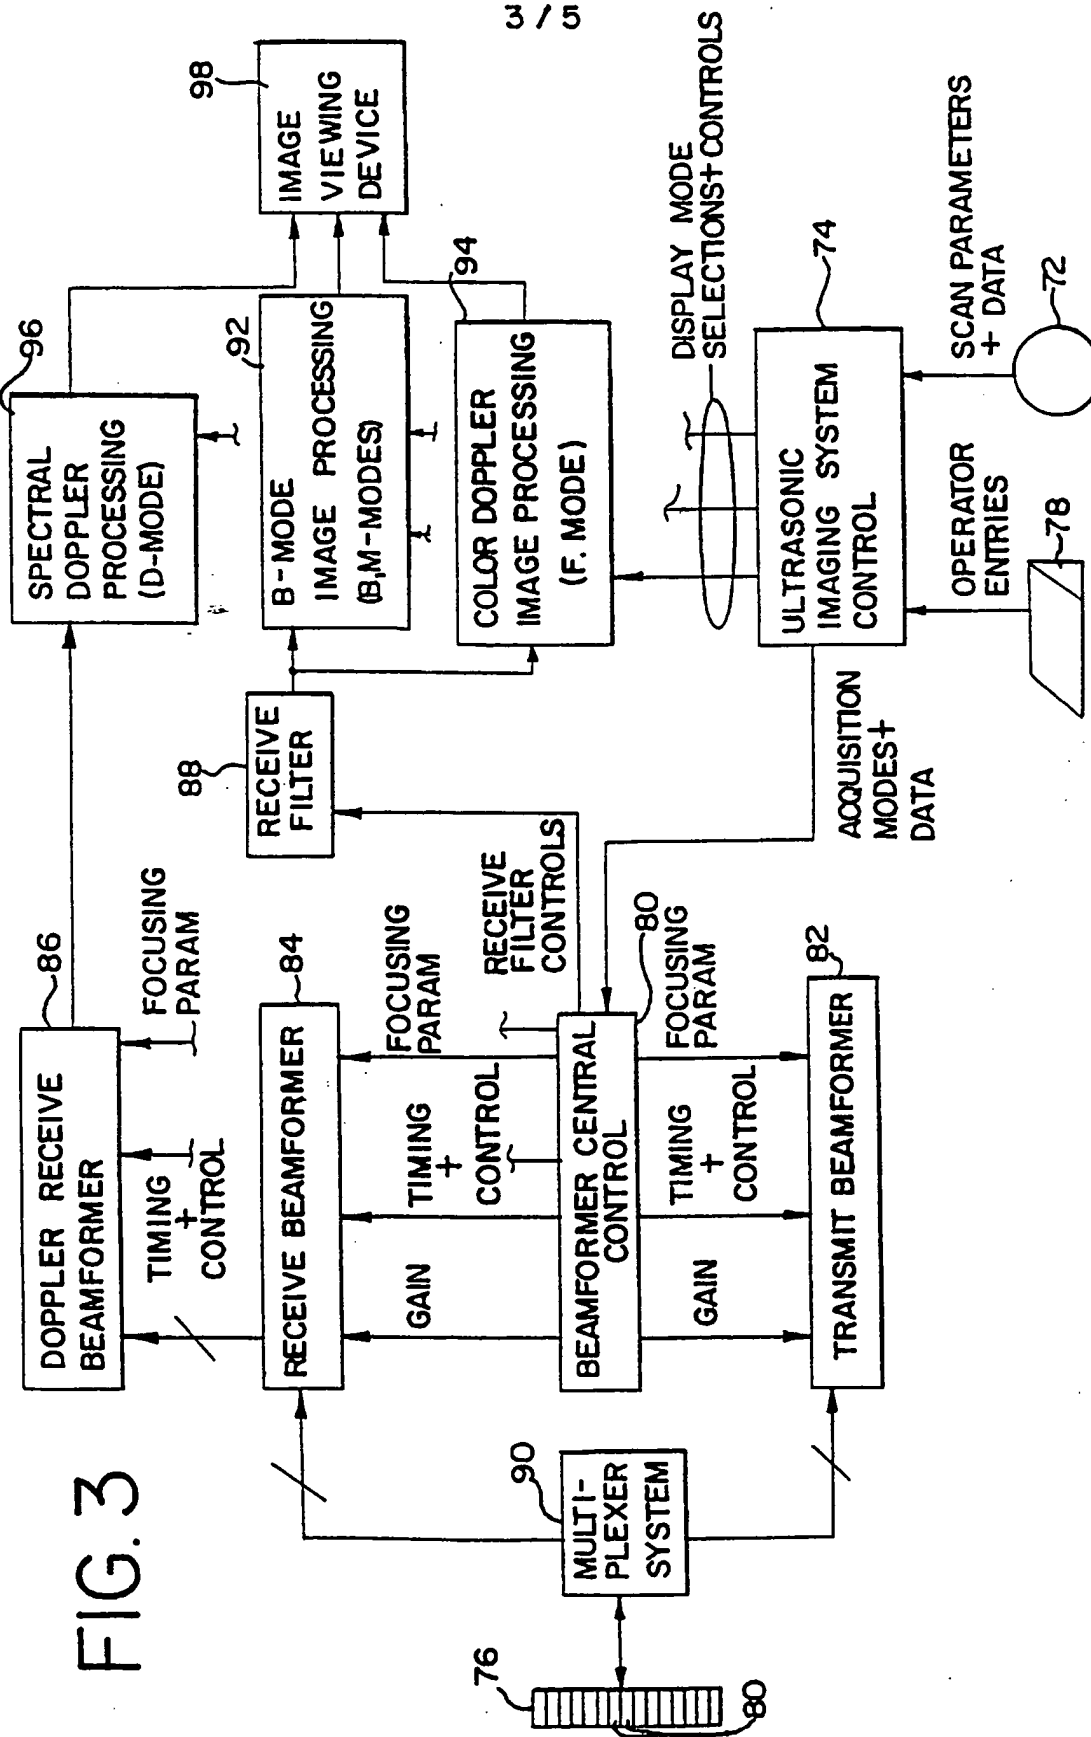 3 / 5
FIG. 3
76
80
90
MULTI-
PLEXER
SYSTEM
86
DOPPLER RECEIVE
BEAMFORMER
TIMING
+
CONTROL
FOCUSING
PARAM
84
RECEIVE BEAMFORMER
GAIN
TIMING
+
CONTROL
FOCUSING
PARAM
RECEIVE
FILTER
CONTROLS
80
BEAMFORMER CENTRAL
CONTROL
GAIN
TIMING
+
CONTROL
FOCUSING
PARAM
82
TRANSMIT BEAMFORMER
88
RECEIVE
FILTER
96
SPECTRAL
DOPPLER
PROCESSING
(D-MODE)
92
B-MODE
IMAGE PROCESSING
(B,M-MODES)
94
COLOR DOPPLER
IMAGE PROCESSING
(F. MODE)
98
IMAGE
VIEWING
DEVICE
DISPLAY MODE
SELECTIONS+CONTROLS
74
ULTRASONIC
IMAGING SYSTEM
CONTROL
ACQUISITION
MODES+
DATA
OPERATOR
ENTRIES
78
SCAN PARAMETERS
+ DATA
72